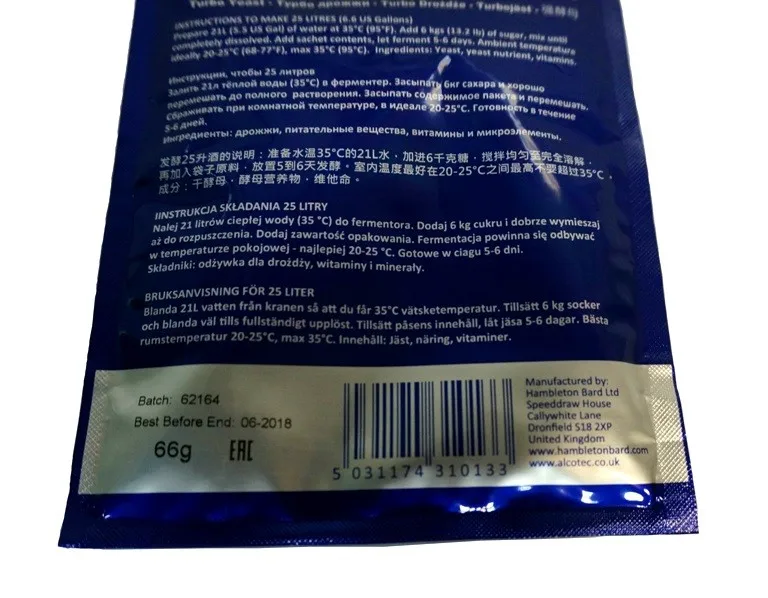 Turbo Yeast - Турбо дрожжи - Turbo Drożdże - Turbojäst - 强酵母
INSTRUCTIONS TO MAKE 25 LITRES (6.6 US Gallons)
Prepare 21L (5.5 US Gal) of water at 35°C (95°F). Add 6 kgs (13.2 lb) of sugar, mix until
completely dissolved. Add sachet contents, let ferment 5-6 days. Ambient temperature
ideally 20-25°C (68-77°F), max 35°C (95°C). Ingredients: Yeast, yeast nutrient, vitamins.
Инструкции, чтобы 25 литров
Залить 21л тёплой воды (35°C) в ферментер. Засыпать 6кг сахара и хорошо
перемешать до полного растворения. Засыпать содержимое пакета и перемешать.
Сбраживать при комнатной температуре, в идеале 20-25°C. Готовность в течение
5-6 дней.
Ингредиенты: дрожжи, питательные вещества, витамины и микроэлементы.
发酵25升酒的说明：准备水温35°C的21L水，加进6千克糖，搅拌均匀至完全溶解，
再加入袋子原料，放置5到6天发酵。室内温度最好在20-25°C之间最高不要超过35°C。
成分：干酵母，酵母营养物，维他命。
IINSTRUKCJA SKŁADANIA 25 LITRY
Nalej 21 litrów ciepłej wody (35 °C) do fermentora. Dodaj 6 kg cukru i dobrze wymieszaj
aż do rozpuszczenia. Dodaj zawartość opakowania. Fermentacja powinna się odbywać
w temperaturze pokojowej - najlepiej 20-25 °C. Gotowe w ciągu 5-6 dni.
Składniki: odżywka dla drożdży, witaminy i minerały.
BRUKSANVISNING FÖR 25 LITER
Blanda 21L vatten från kranen så att du får 35°C vätsketemperatur. Tillsätt 6 kg socker
och blanda väl tills fullständigt upplöst. Tillsätt påsens innehåll, låt jäsa 5-6 dagar. Bästa
rumstemperatur 20-25°C, max 35°C. Innehåll: Jäst, näring, vitaminer.
Batch: 62164
Best Before End: 06-2018
66g EAC
5 031174 310133
Manufactured by:
Hambleton Bard Ltd
Speeddraw House
Callywhite Lane
Dronfield S18 2XP
United Kingdom
www.hambletonbard.com
www.alcotec.co.uk